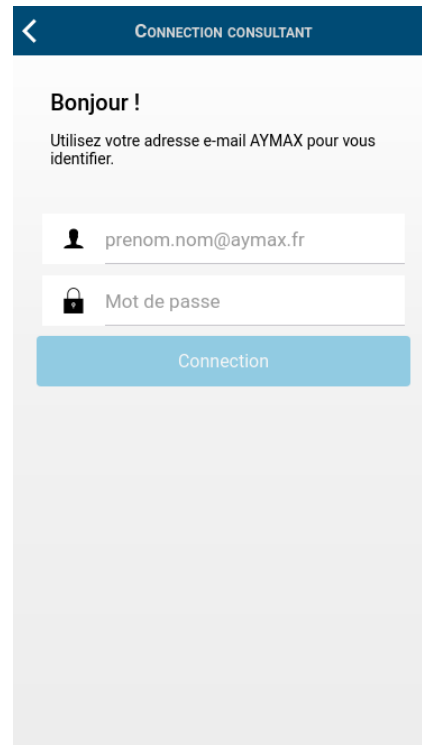 Connection consultant
Bonjour !
Utilisez votre adresse e-mail AYMAX pour vous
identifier.
prenom.nom@aymax.fr
Mot de passe
Connection